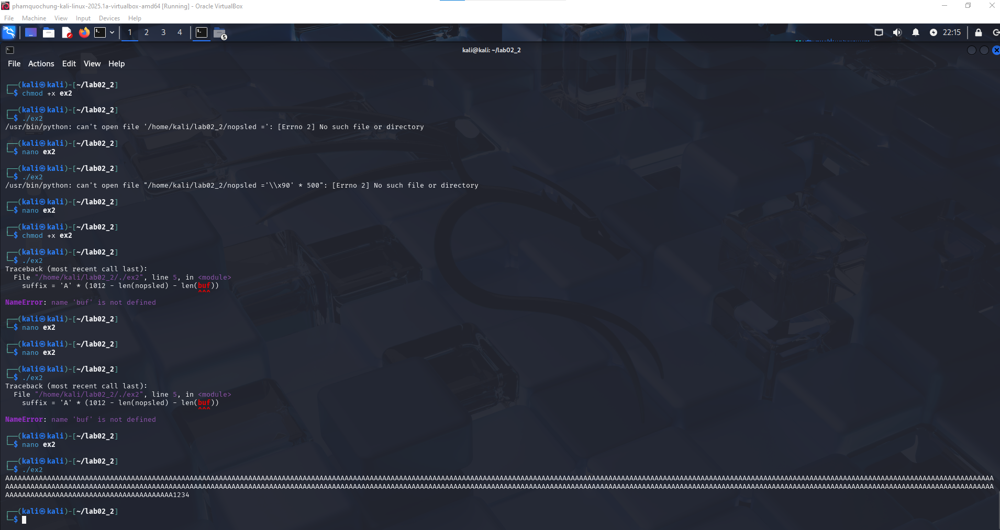 phamquochung-kali-linux-2025.1a-virtualbox-amd64 [Running] - Oracle VirtualBox
File Machine View Input Devices Help
1 2 3 4 5 22:15
kali@kali: ~/lab02_2
File Actions Edit View Help
┌──(kali㉿kali)-[~/lab02_2]
└─$ chmod +x ex2
┌──(kali㉿kali)-[~/lab02_2]
└─$ ./ex2
/usr/bin/python: can't open file '/home/kali/lab02_2/nopsled =': [Errno 2] No such file or directory
┌──(kali㉿kali)-[~/lab02_2]
└─$ nano ex2
┌──(kali㉿kali)-[~/lab02_2]
└─$ ./ex2
/usr/bin/python: can't open file "/home/kali/lab02_2/nopsled ='\\x90' * 500": [Errno 2] No such file or directory
┌──(kali㉿kali)-[~/lab02_2]
└─$ nano ex2
┌──(kali㉿kali)-[~/lab02_2]
└─$ chmod +x ex2
┌──(kali㉿kali)-[~/lab02_2]
└─$ ./ex2
Traceback (most recent call last):
File "/home/kali/lab02_2/./ex2", line 5, in <module>
suffix = 'A' * (1012 - len(nopsled) - len(buf))
^^^
NameError: name 'buf' is not defined
┌──(kali㉿kali)-[~/lab02_2]
└─$ nano ex2
┌──(kali㉿kali)-[~/lab02_2]
└─$ nano ex2
┌──(kali㉿kali)-[~/lab02_2]
└─$ ./ex2
Traceback (most recent call last):
File "/home/kali/lab02_2/./ex2", line 5, in <module>
suffix = 'A' * (1012 - len(nopsled) - len(buf))
^^^
NameError: name 'buf' is not defined
┌──(kali㉿kali)-[~/lab02_2]
└─$ nano ex2
┌──(kali㉿kali)-[~/lab02_2]
└─$ ./ex2
AAAAAAAAAAAAAAAAAAAAAAAAAAAAAAAAAAAAAAAAAAAAAAAAAAAAAAAAAAAAAAAAAAAAAAAAAAAAAAAAAAAAAAAAAAAAAAAAAAAAAAAAAAAAAAAAAAAAAAAAAAAAAAAAAAAAAAAAAAAAAAAAAAAAAAAAAAAAAAAAAAAAAAAAAAAAAAAAAAAAAAAAAAAAAAAAAAAAAAAAAAAAAAAAAAAAAAAAAAAAAAAAAAAAAAAAAAAAAAAA
AAAAAAAAAAAAAAAAAAAAAAAAAAAAAAAAAAAAAAAAAAAAAAAAAAAAAAAAAAAAAAAAAAAAAAAAAAAAAAAAAAAAAAAAAAAAAAAAAAAAAAAAAAAAAAAAAAAAAAAAAAAAAAAAAAAAAAAAAAAAAAAAAAAAAAAAAAAAAAAAAAAAAAAAAAAAAAAAAAAAAAAAAAAAAAAAAAAAAAAAAAAAAAAAAAAAAAAAAAAAAAAAAAAAAAAAAAAAAAAA
AAAAAAAAAAAAAAAAAAAAAAAAAAAAAAAAAAAAAAAA1234
┌──(kali㉿kali)-[~/lab02_2]
└─$